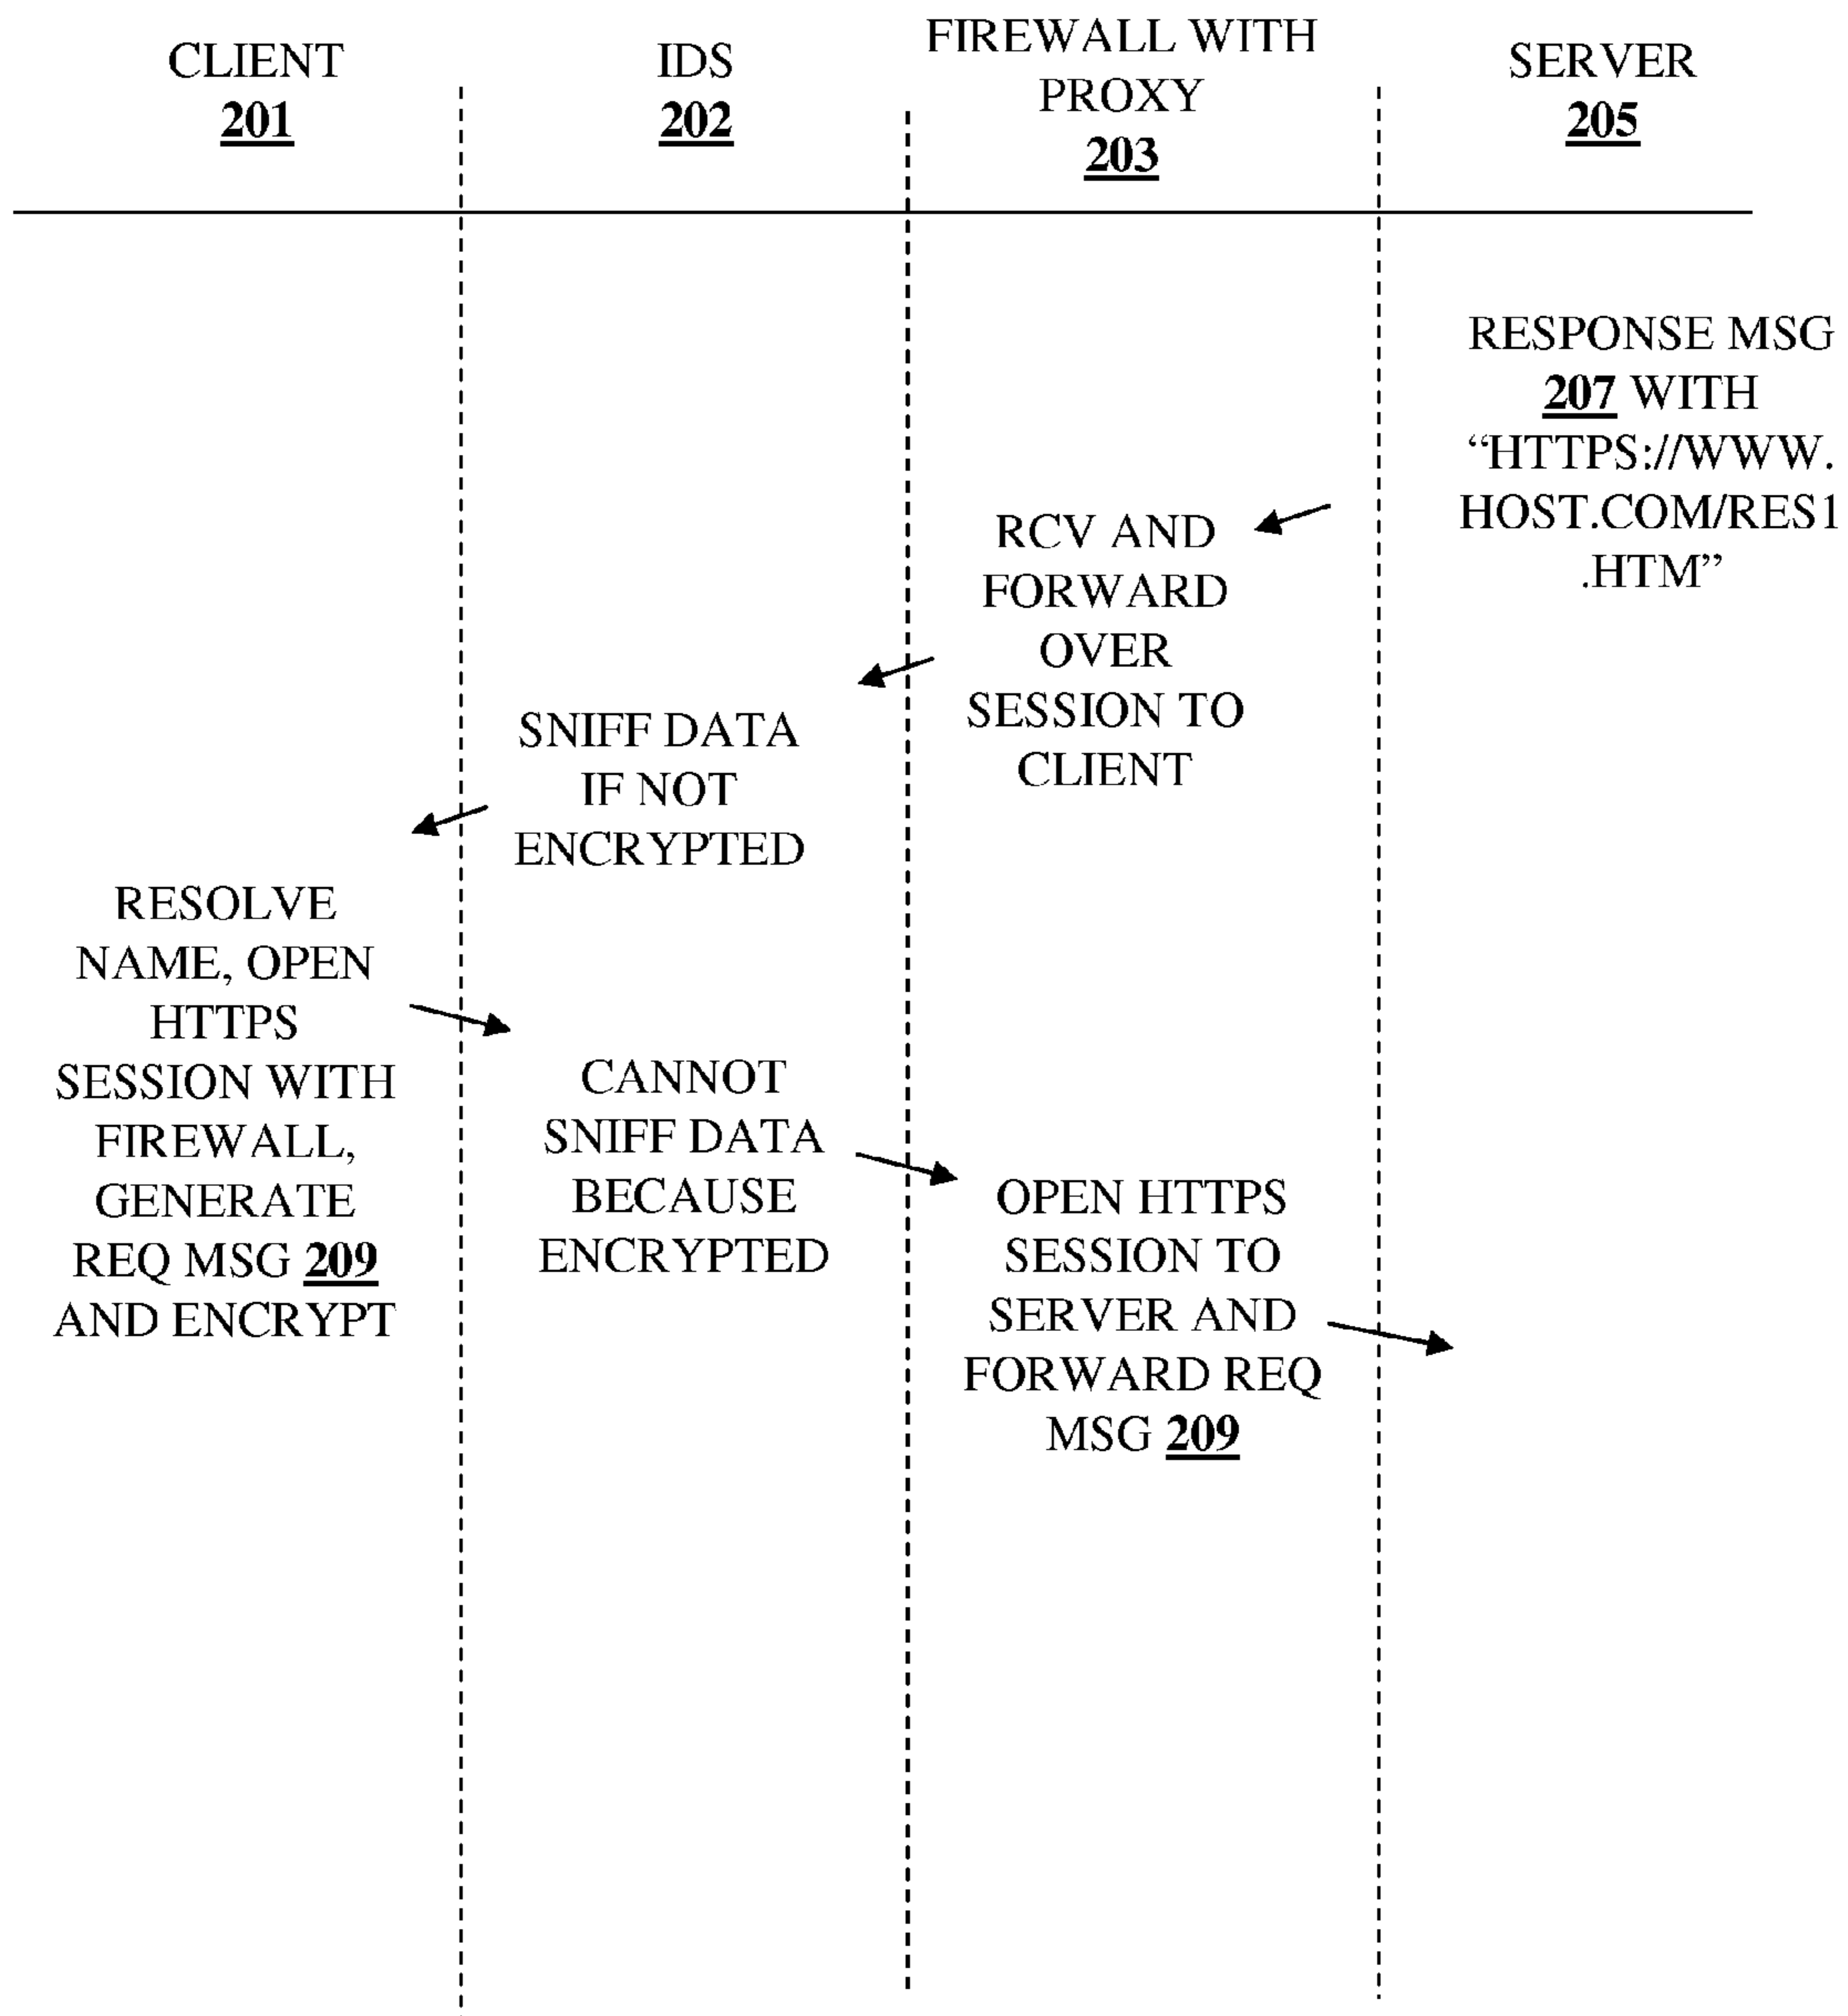 CLIENT
201
IDS
202
FIREWALL WITH
PROXY
203
SERVER
205
RESPONSE MSG
207 WITH
“HTTPS://WWW.
HOST.COM/RES1
.HTM”
RCV AND
FORWARD
OVER
SESSION TO
CLIENT
SNIFF DATA
IF NOT
ENCRYPTED
RESOLVE
NAME, OPEN
HTTPS
SESSION WITH
FIREWALL,
GENERATE
REQ MSG 209
AND ENCRYPT
CANNOT
SNIFF DATA
BECAUSE
ENCRYPTED
OPEN HTTPS
SESSION TO
SERVER AND
FORWARD REQ
MSG 209